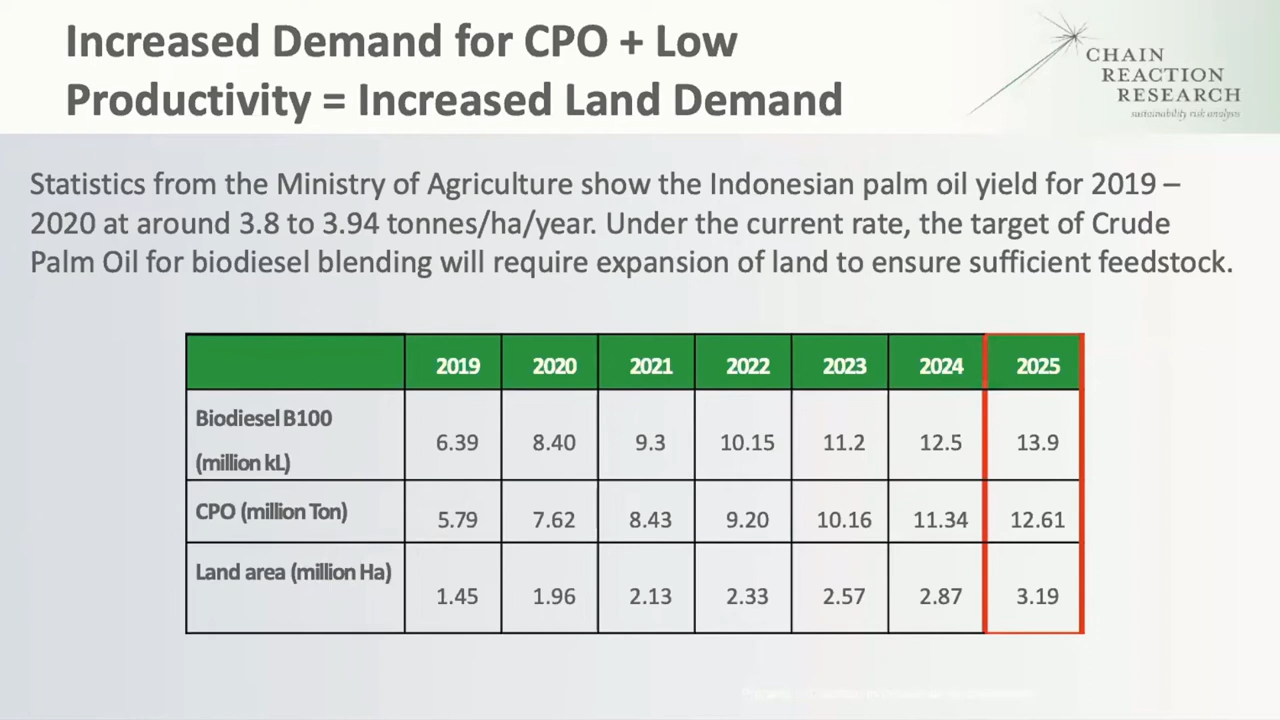 Increased Demand for CPO + Low
Productivity = Increased Land Demand
CHAIN
REACTION
RESEARCH
sustainability risk analysis
Statistics from the Ministry of Agriculture show the Indonesian palm oil yield for 2019 –
2020 at around 3.8 to 3.94 tonnes/ha/year. Under the current rate, the target of Crude
Palm Oil for biodiesel blending will require expansion of land to ensure sufficient feedstock.
2019 2020 2021 2022 2023 2024 2025
Biodiesel B100
(million kL)
6.39 8.40 9.3 10.15 11.2 12.5 13.9
CPO (million Ton)
5.79 7.62 8.43 9.20 10.16 11.34 12.61
Land area (million Ha)
1.45 1.96 2.13 2.33 2.57 2.87 3.19